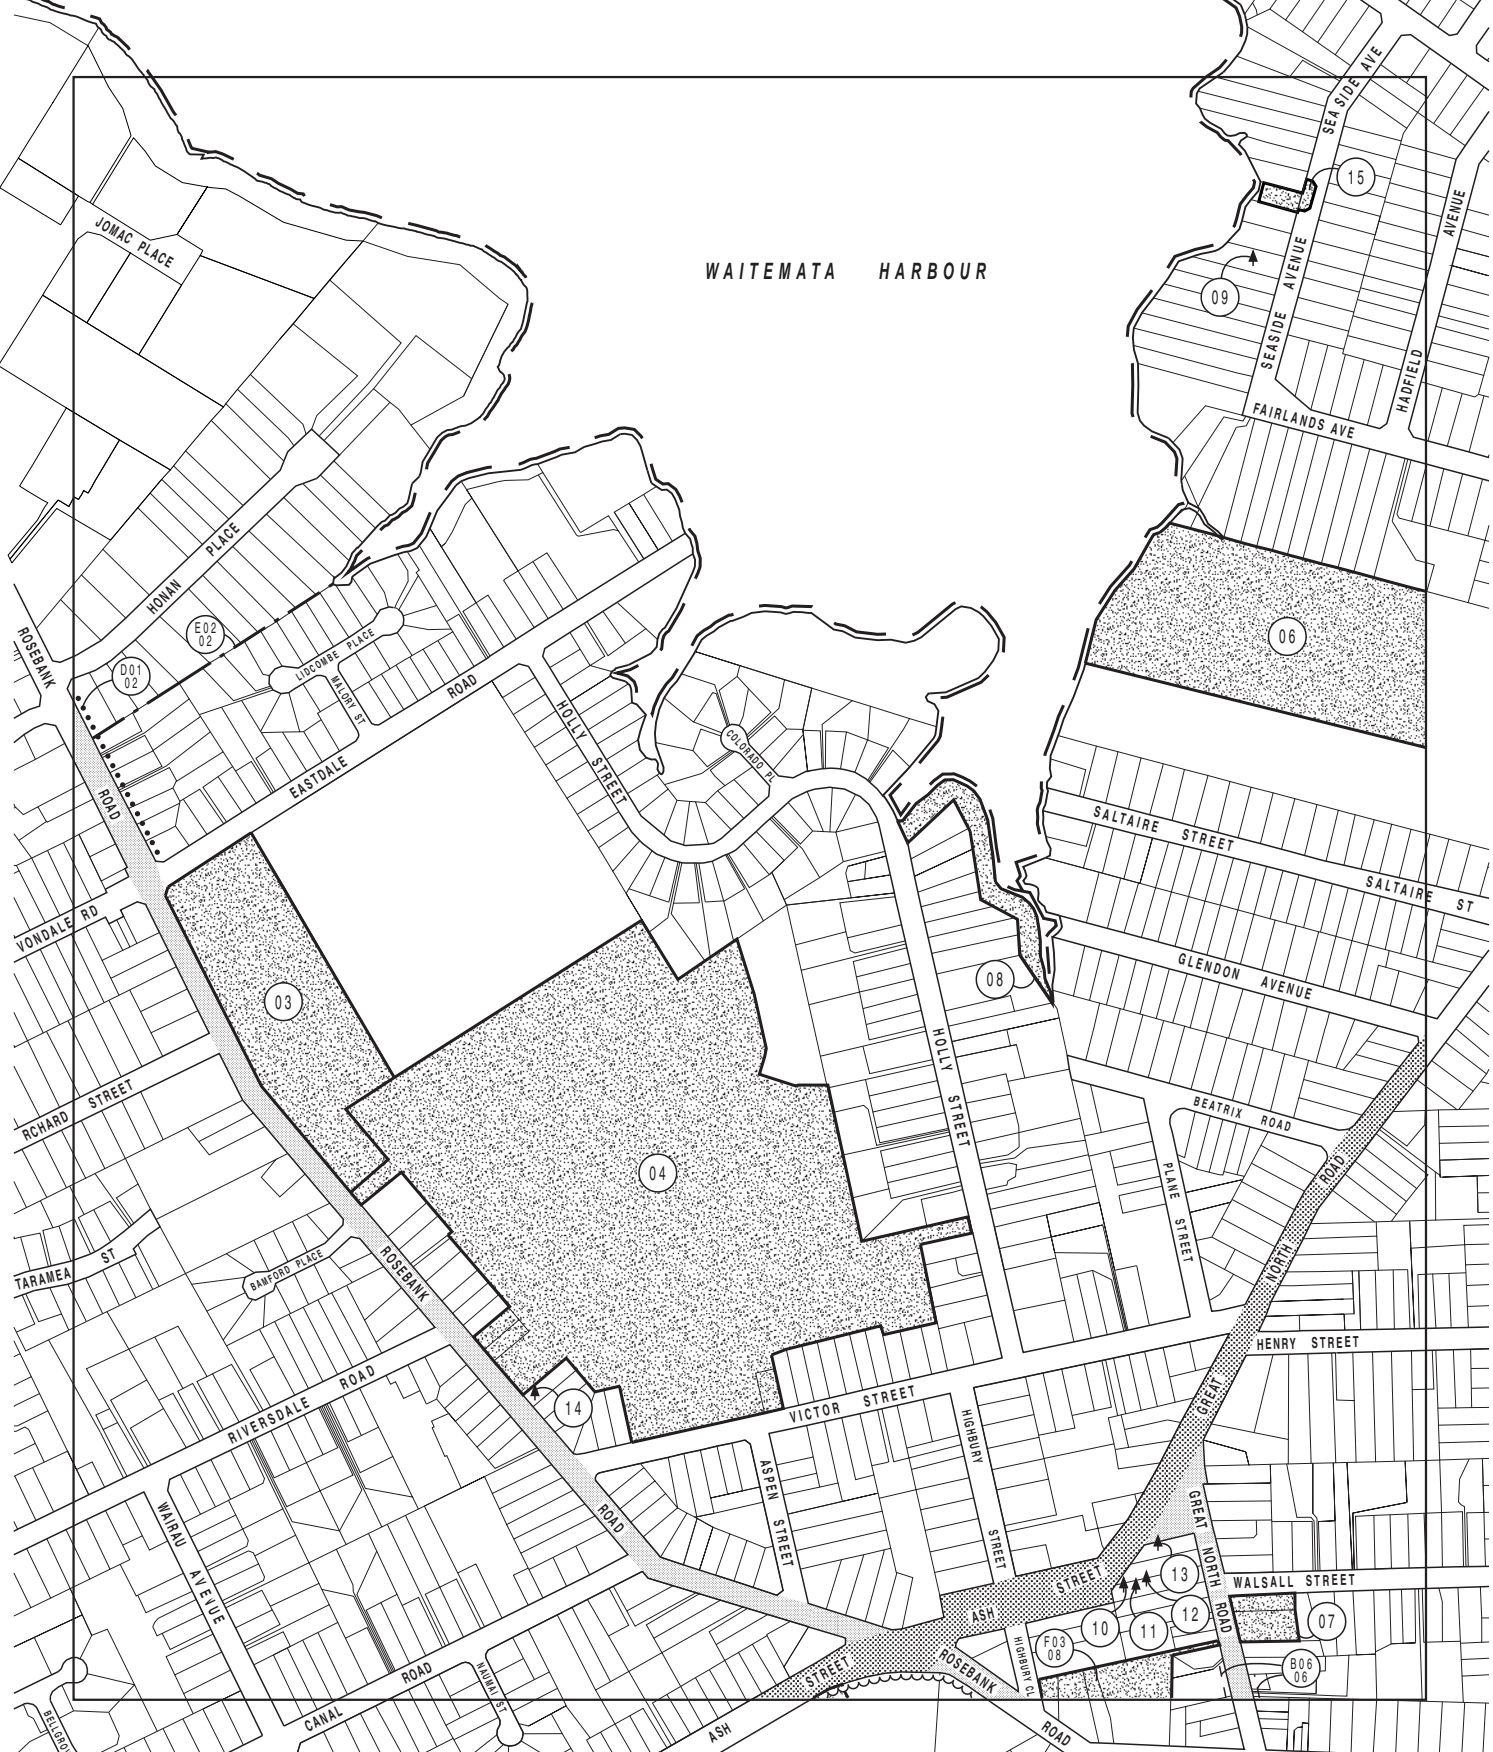 SEA SIDE AVE
15
JOMAC PLACE
AVENUE
WAITEMATA HARBOUR
09
SEASIDE AVENUE
HADFIELD
FAIRLANDS AVE
HONAN PLACE
E02
02
06
ROSEBANK
D01
02
LIDCOMBE PLACE
MALORY ST
ROAD
HOLLY STREET
COLORADO PL
EASTDALE
ROAD
SALTAIRE STREET
SALTAIRE ST
VONDALE RD
GLENDON AVENUE
08
03
HOLLY STREET
RCHARD STREET
BEATRIX ROAD
04
PLANE STREET
ROAD
TARAMEA ST
BAMFORD PLACE
ROSEBANK
NORTH
HENRY STREET
RIVERSDALE ROAD
14
VICTOR STREET
GREAT
HIGHBURY
STREET
ASPEN STREET
WAIRAU AVEVUE
ROAD
GREAT NORTH ROAD
ASH STREET
13
WALSALL STREET
10
11
12
07
F03
08
HIGHBURY CL
B06
06
STREET
ROSEBANK
ROAD
NAUMAI ST
CANAL ROAD
ASH
BELLGRO